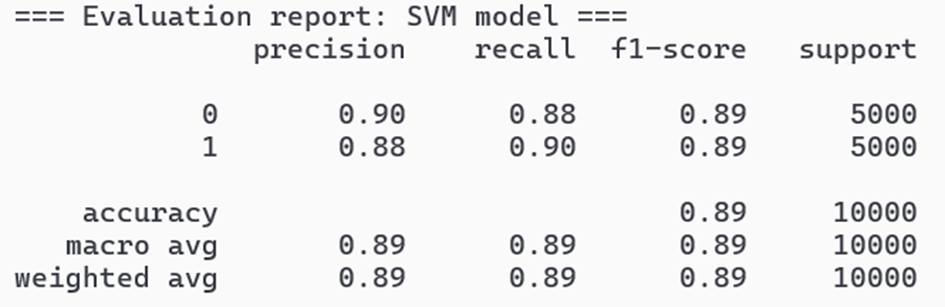 === Evaluation report: SVM model ===
precision recall f1-score support
0 0.90 0.88 0.89 5000
1 0.88 0.90 0.89 5000
accuracy 0.89 10000
macro avg 0.89 0.89 0.89 10000
weighted avg 0.89 0.89 0.89 10000